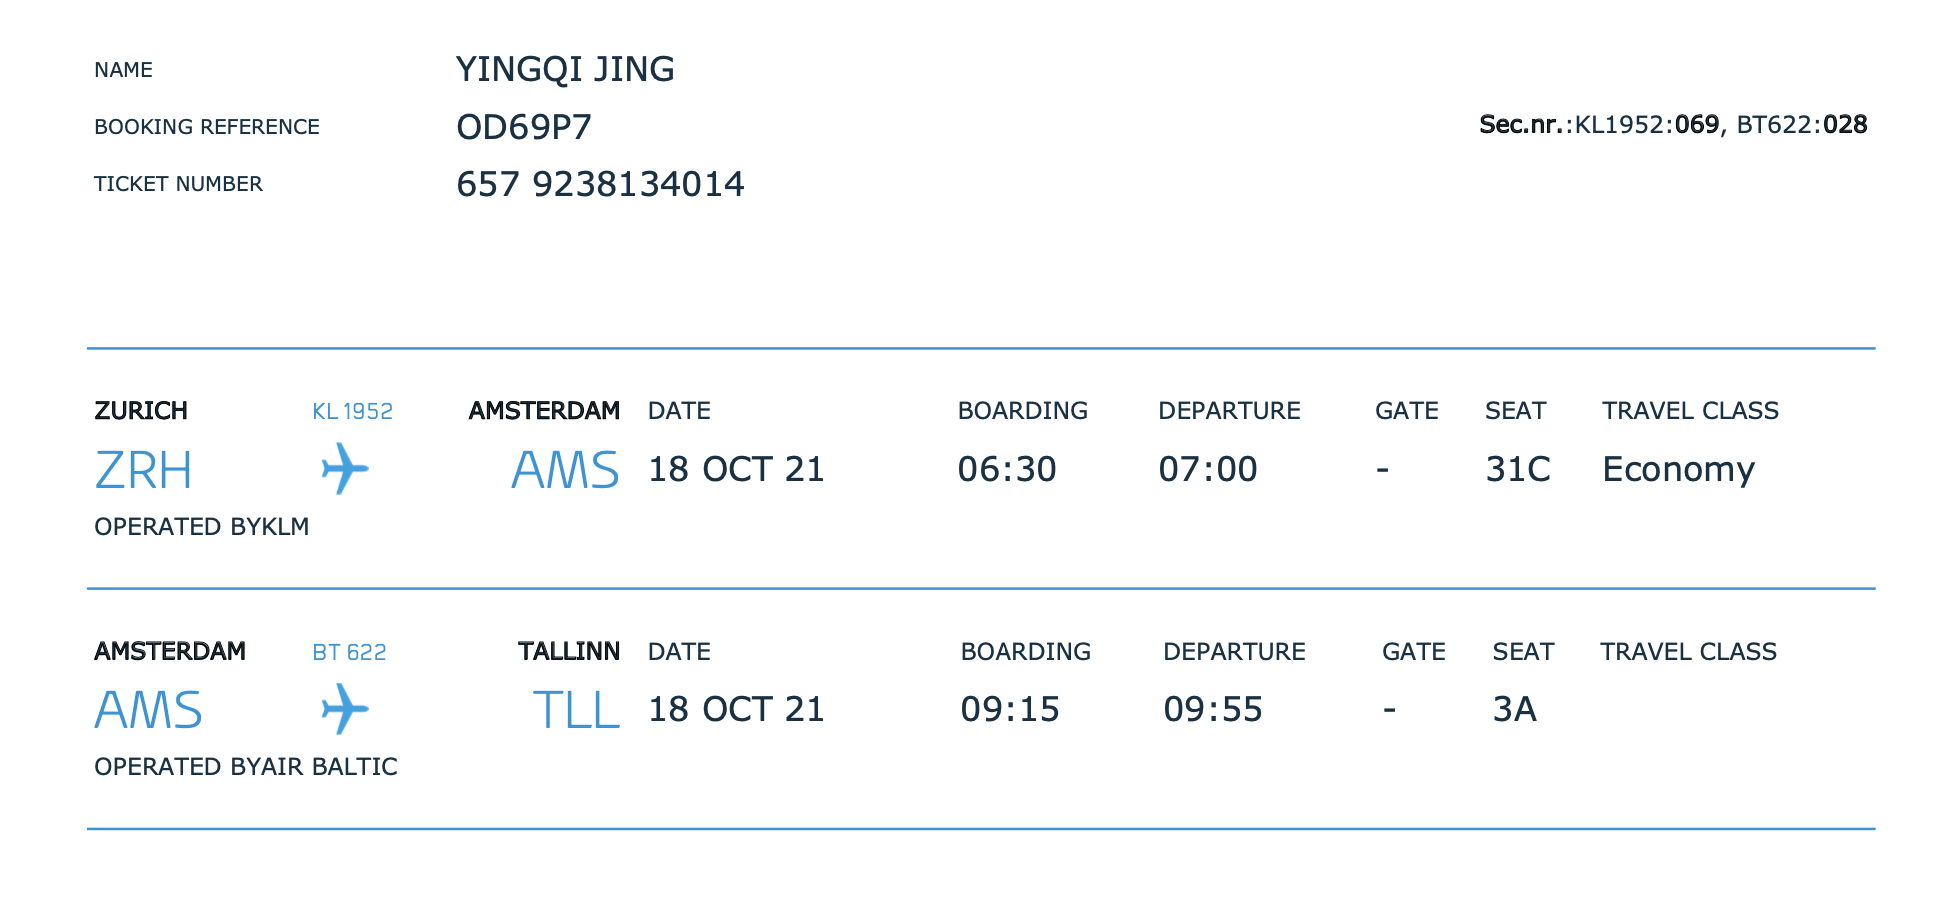 NAME YINGQI JING
BOOKING REFERENCE OD69P7 Sec.nr.:KL1952:069, BT622:028
TICKET NUMBER 657 9238134014
ZURICH KL 1952 AMSTERDAM DATE BOARDING DEPARTURE GATE SEAT TRAVEL CLASS
ZRH AMS 18 OCT 21 06:30 07:00 - 31C Economy
OPERATED BYKLM
AMSTERDAM BT 622 TALLINN DATE BOARDING DEPARTURE GATE SEAT TRAVEL CLASS
AMS TLL 18 OCT 21 09:15 09:55 - 3A
OPERATED BYAIR BALTIC